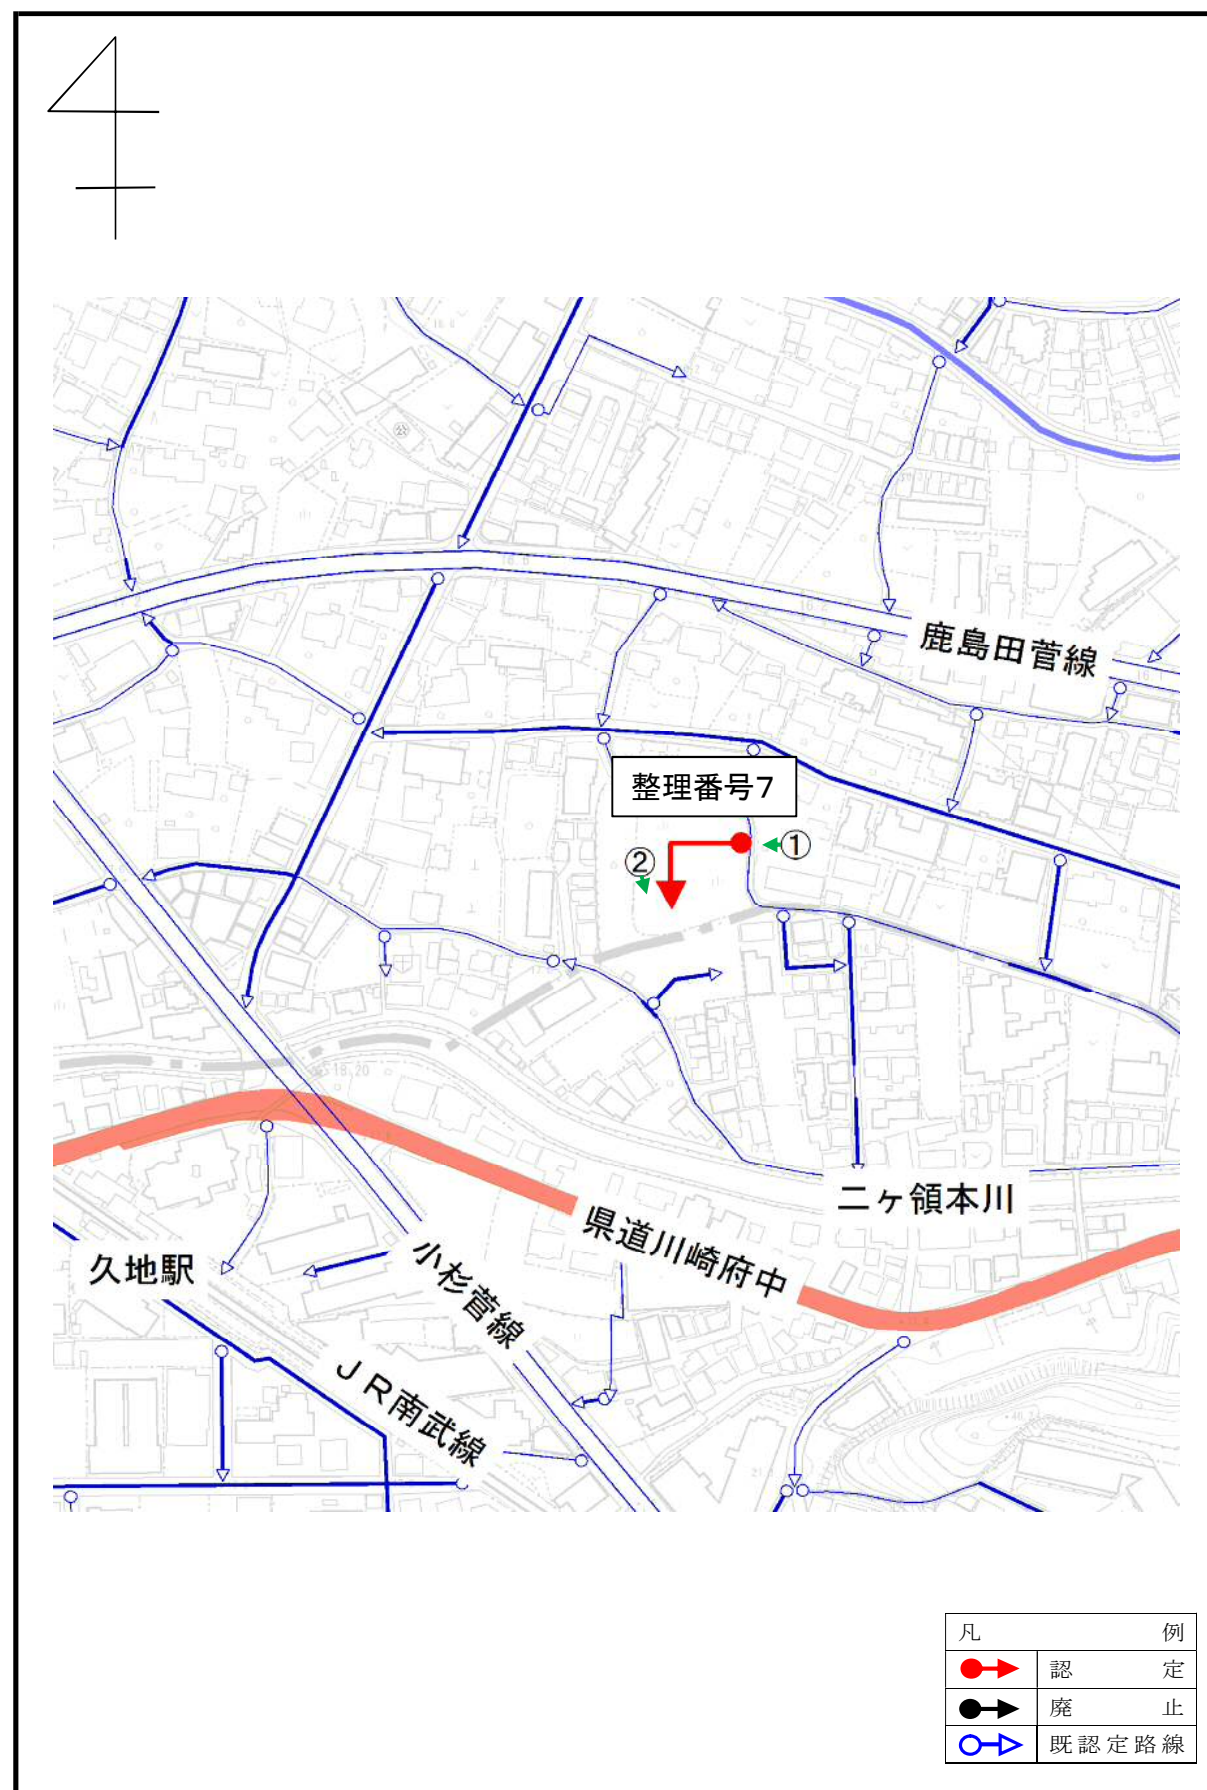 鹿島田菅線
整理番号7
①
②
18.20
二ヶ領本川
県道川崎府中
小杉菅線
久地駅
JR南武線
凡例
認定
廃止
既認定路線